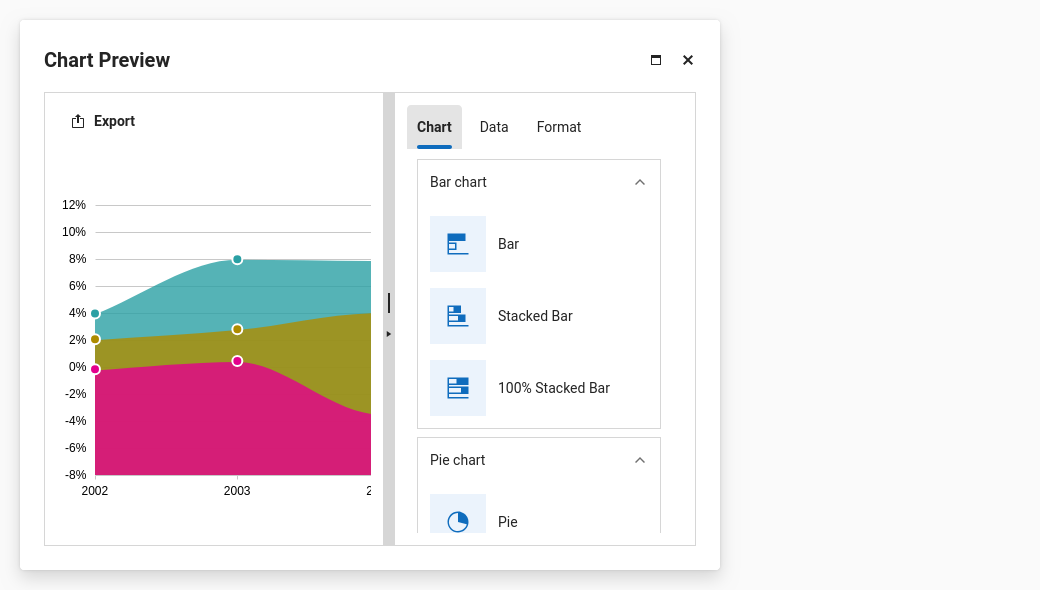 Chart Preview
Export
12%
10%
8%
6%
4%
2%
0%
-2%
-4%
-6%
-8%
2002
2003
2
Chart
Data
Format
Bar chart
Bar
Stacked Bar
100% Stacked Bar
Pie chart
Pie